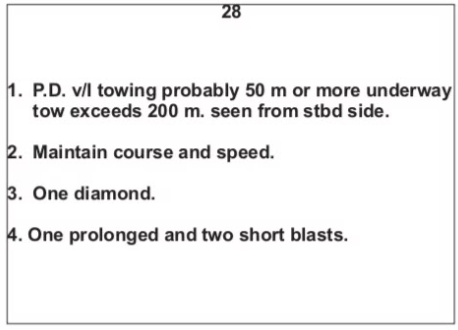 28
1. P.D. v/l towing probably 50 m or more underway
tow exceeds 200 m. seen from stbd side.
2. Maintain course and speed.
3. One diamond.
4. One prolonged and two short blasts.